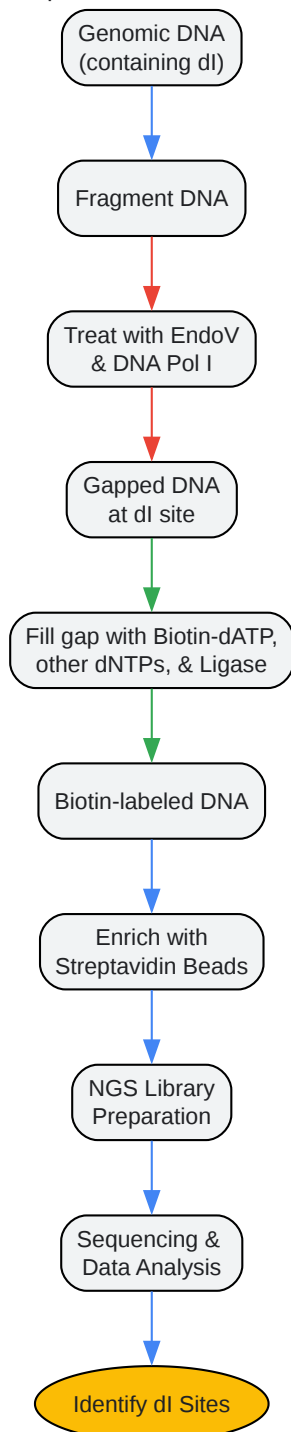 Genomic DNA
(containing dI)
Fragment DNA
Treat with EndoV
& DNA Pol I
Gapped DNA
at dI site
Fill gap with Biotin-dATP,
other dNTPs, & Ligase
Biotin-labeled DNA
Enrich with
Streptavidin Beads
NGS Library
Preparation
Sequencing &
Data Analysis
Identify dI Sites